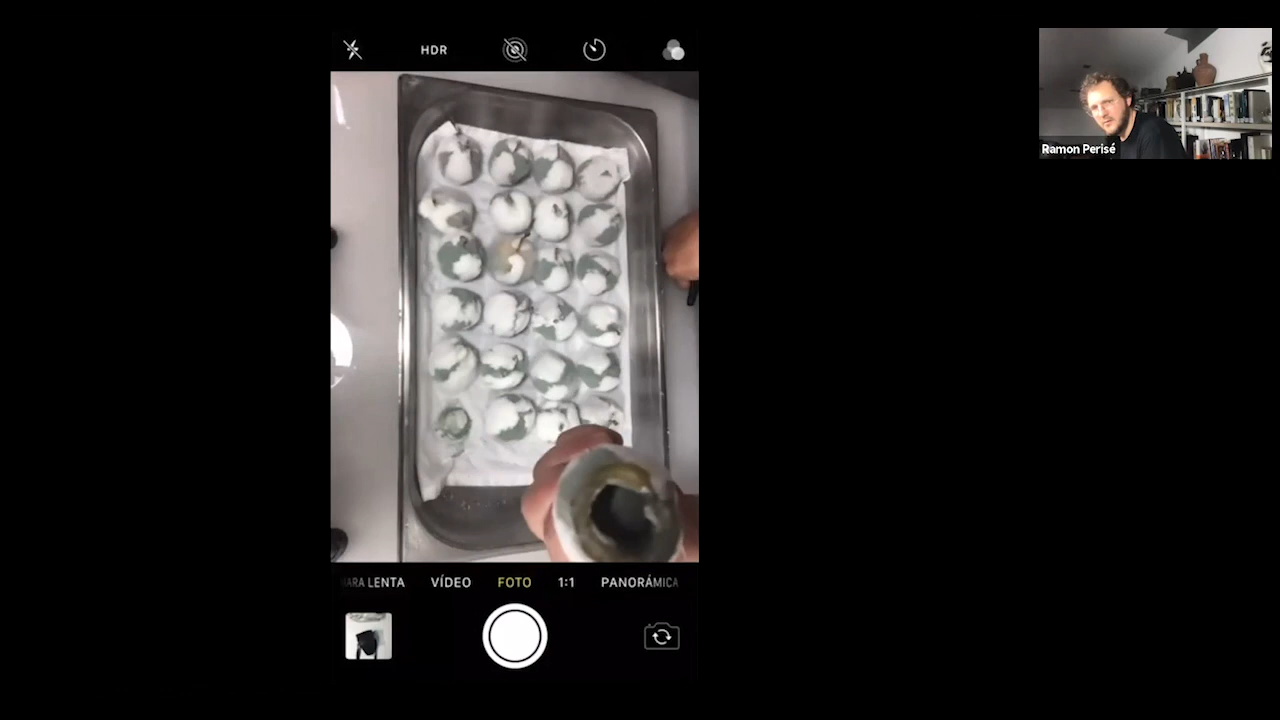 HDR
Ramon Perisé
ARA LENTA
VÍDEO
FOTO
1:1
PANORÁMICA